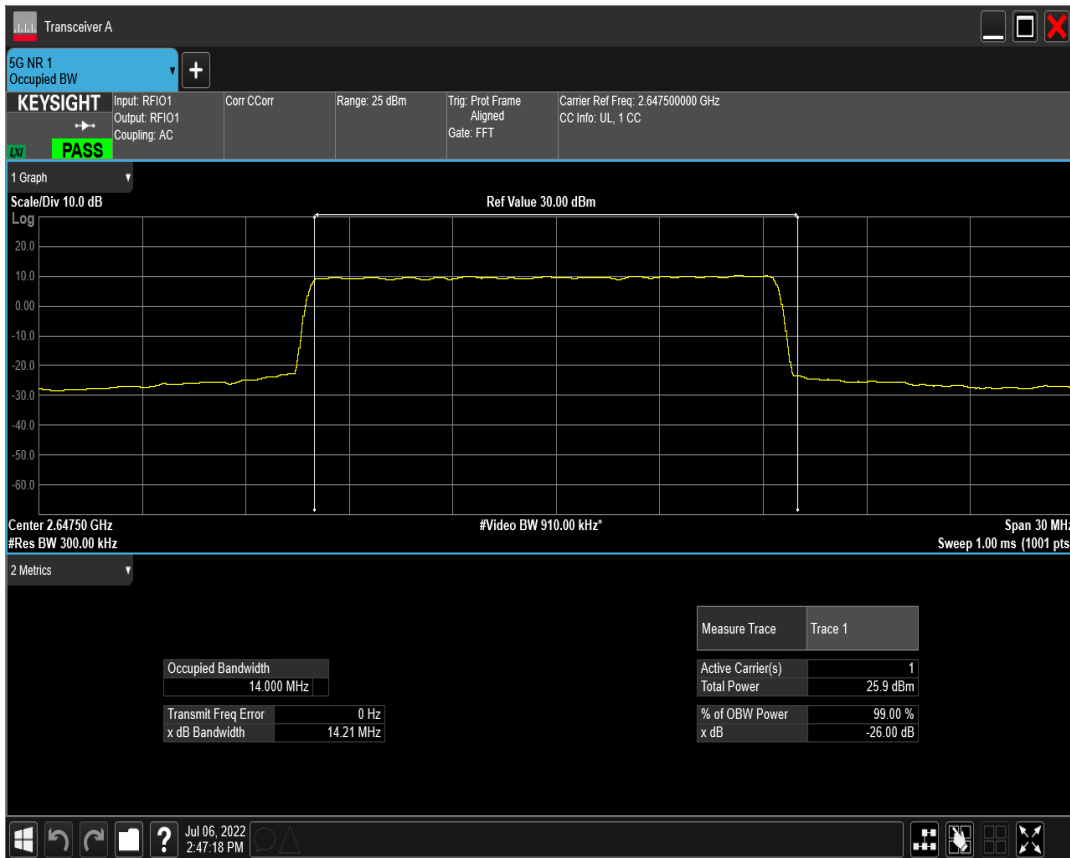 Transceiver A
5G NR 1
Occupied BW
KEYSIGHT
Input: RFIO1
Output: RFIO1
Coupling: AC
Corr CCorr
Range: 25 dBm
Trig: Prot Frame
Aligned
Gate: FFT
Carrier Ref Freq: 2.647500000 GHz
CC Info: UL, 1 CC
LXI
PASS
1 Graph
Scale/Div 10.0 dB
Ref Value 30.00 dBm
Log
20.0
10.0
0.00
-10.0
-20.0
-30.0
-40.0
-50.0
-60.0
Center 2.64750 GHz
#Video BW 910.00 kHz*
Span 30 MHz
#Res BW 300.00 kHz
Sweep 1.00 ms (1001 pts
2 Metrics
Measure Trace Trace 1
Occupied Bandwidth
14.000 MHz
Active Carrier(s) 1
Total Power 25.9 dBm
Transmit Freq Error 0 Hz
x dB Bandwidth 14.21 MHz
% of OBW Power 99.00 %
x dB -26.00 dB
?
Jul 06, 2022
2:47:18 PM